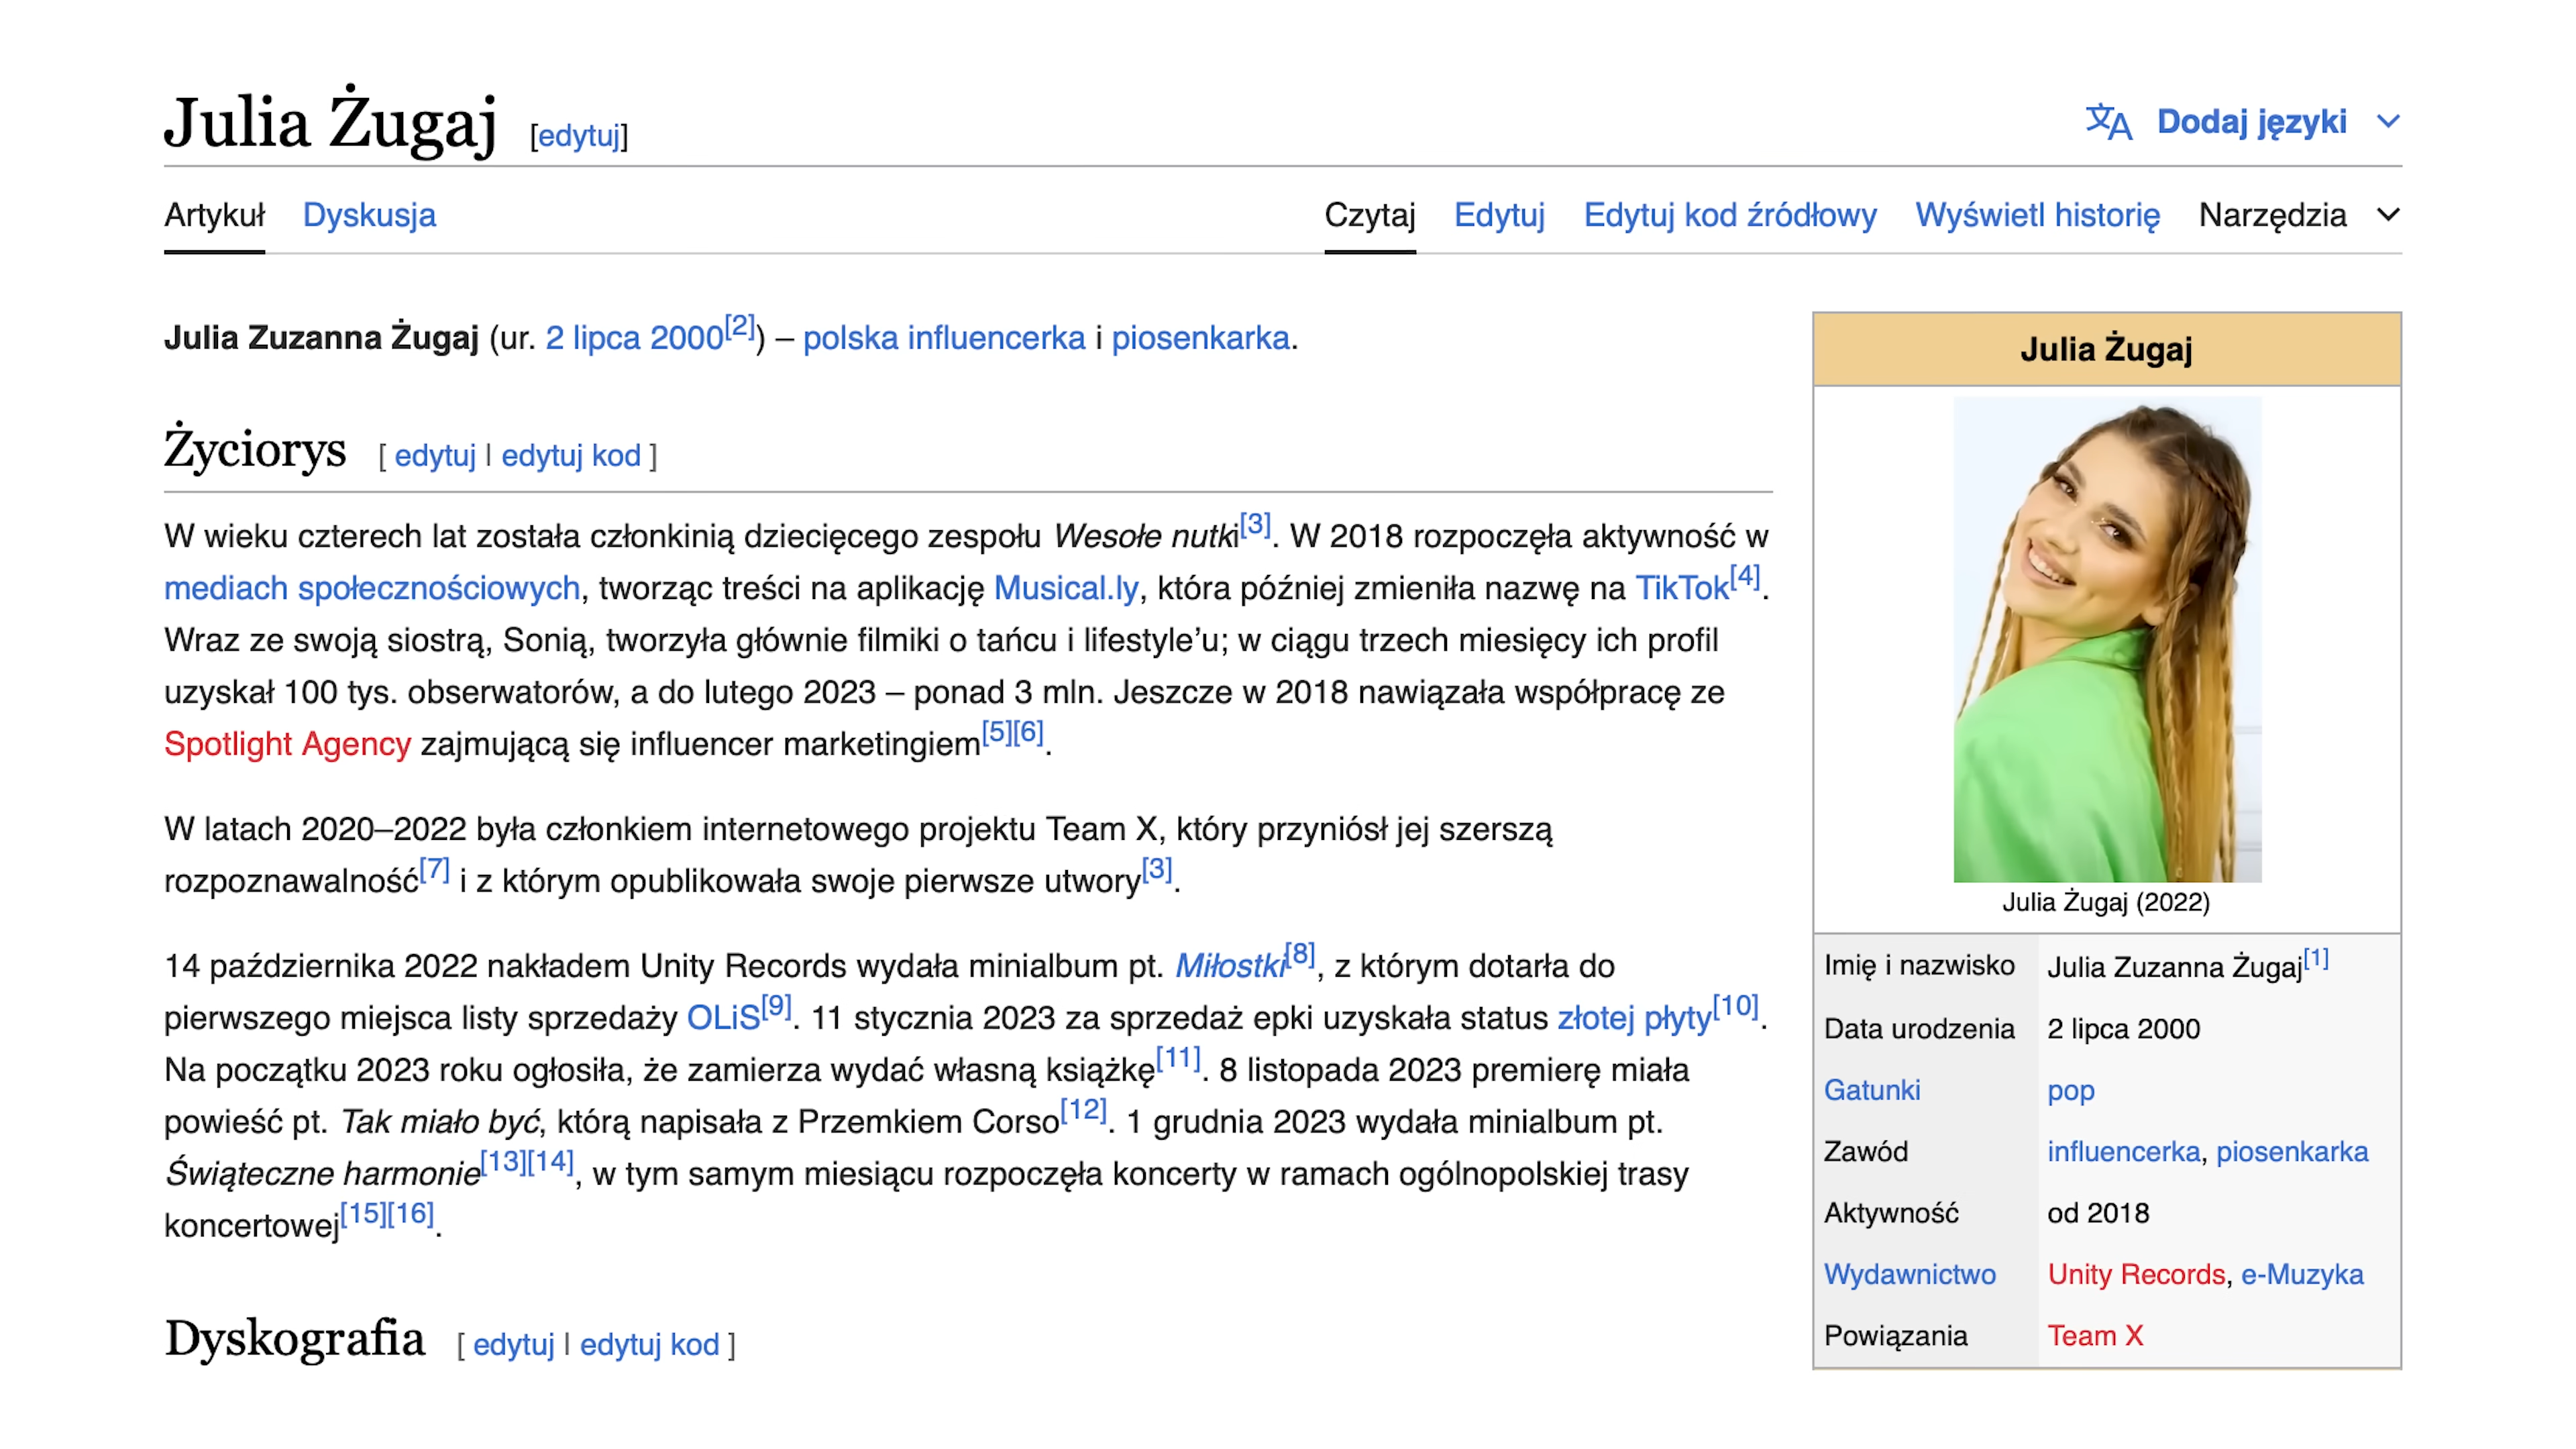 Julia Żugaj [edytuj]
Dodaj języki
Artykuł Dyskusja
Czytaj Edytuj Edytuj kod źródłowy Wyświetl historię Narzędzia
Julia Zuzanna Żugaj (ur. 2 lipca 2000[2]) – polska influencerka i piosenkarka.
Życiorys [ edytuj | edytuj kod ]
W wieku czterech lat została członkinią dziecięcego zespołu Wesołe nutki[3]. W 2018 rozpoczęła aktywność w
mediach społecznościowych, tworząc treści na aplikację Musical.ly, która później zmieniła nazwę na TikTok[4].
Wraz ze swoją siostrą, Sonią, tworzyła głównie filmiki o tańcu i lifestyle’u; w ciągu trzech miesięcy ich profil
uzyskał 100 tys. obserwatorów, a do lutego 2023 – ponad 3 mln. Jeszcze w 2018 nawiązała współpracę ze
Spotlight Agency zajmującą się influencer marketingiem[5][6].
W latach 2020–2022 była członkiem internetowego projektu Team X, który przyniósł jej szerszą
rozpoznawalność[7] i z którym opublikowała swoje pierwsze utwory[3].
14 października 2022 nakładem Unity Records wydała minialbum pt. Miłostki[8], z którym dotarła do
pierwszego miejsca listy sprzedaży OLiS[9]. 11 stycznia 2023 za sprzedaż epki uzyskała status złotej płyty[10].
Na początku 2023 roku ogłosiła, że zamierza wydać własną książkę[11]. 8 listopada 2023 premierę miała
powieść pt. Tak miało być, którą napisała z Przemkiem Corso[12]. 1 grudnia 2023 wydała minialbum pt.
Świąteczne harmonie[13][14], w tym samym miesiącu rozpoczęła koncerty w ramach ogólnopolskiej trasy
koncertowej[15][16].
Dyskografia [ edytuj | edytuj kod ]
Julia Żugaj
Julia Żugaj (2022)
Imię i nazwisko Julia Zuzanna Żugaj[1]
Data urodzenia 2 lipca 2000
Gatunki pop
Zawód influencerka, piosenkarka
Aktywność od 2018
Wydawnictwo Unity Records, e-Muzyka
Powiązania Team X